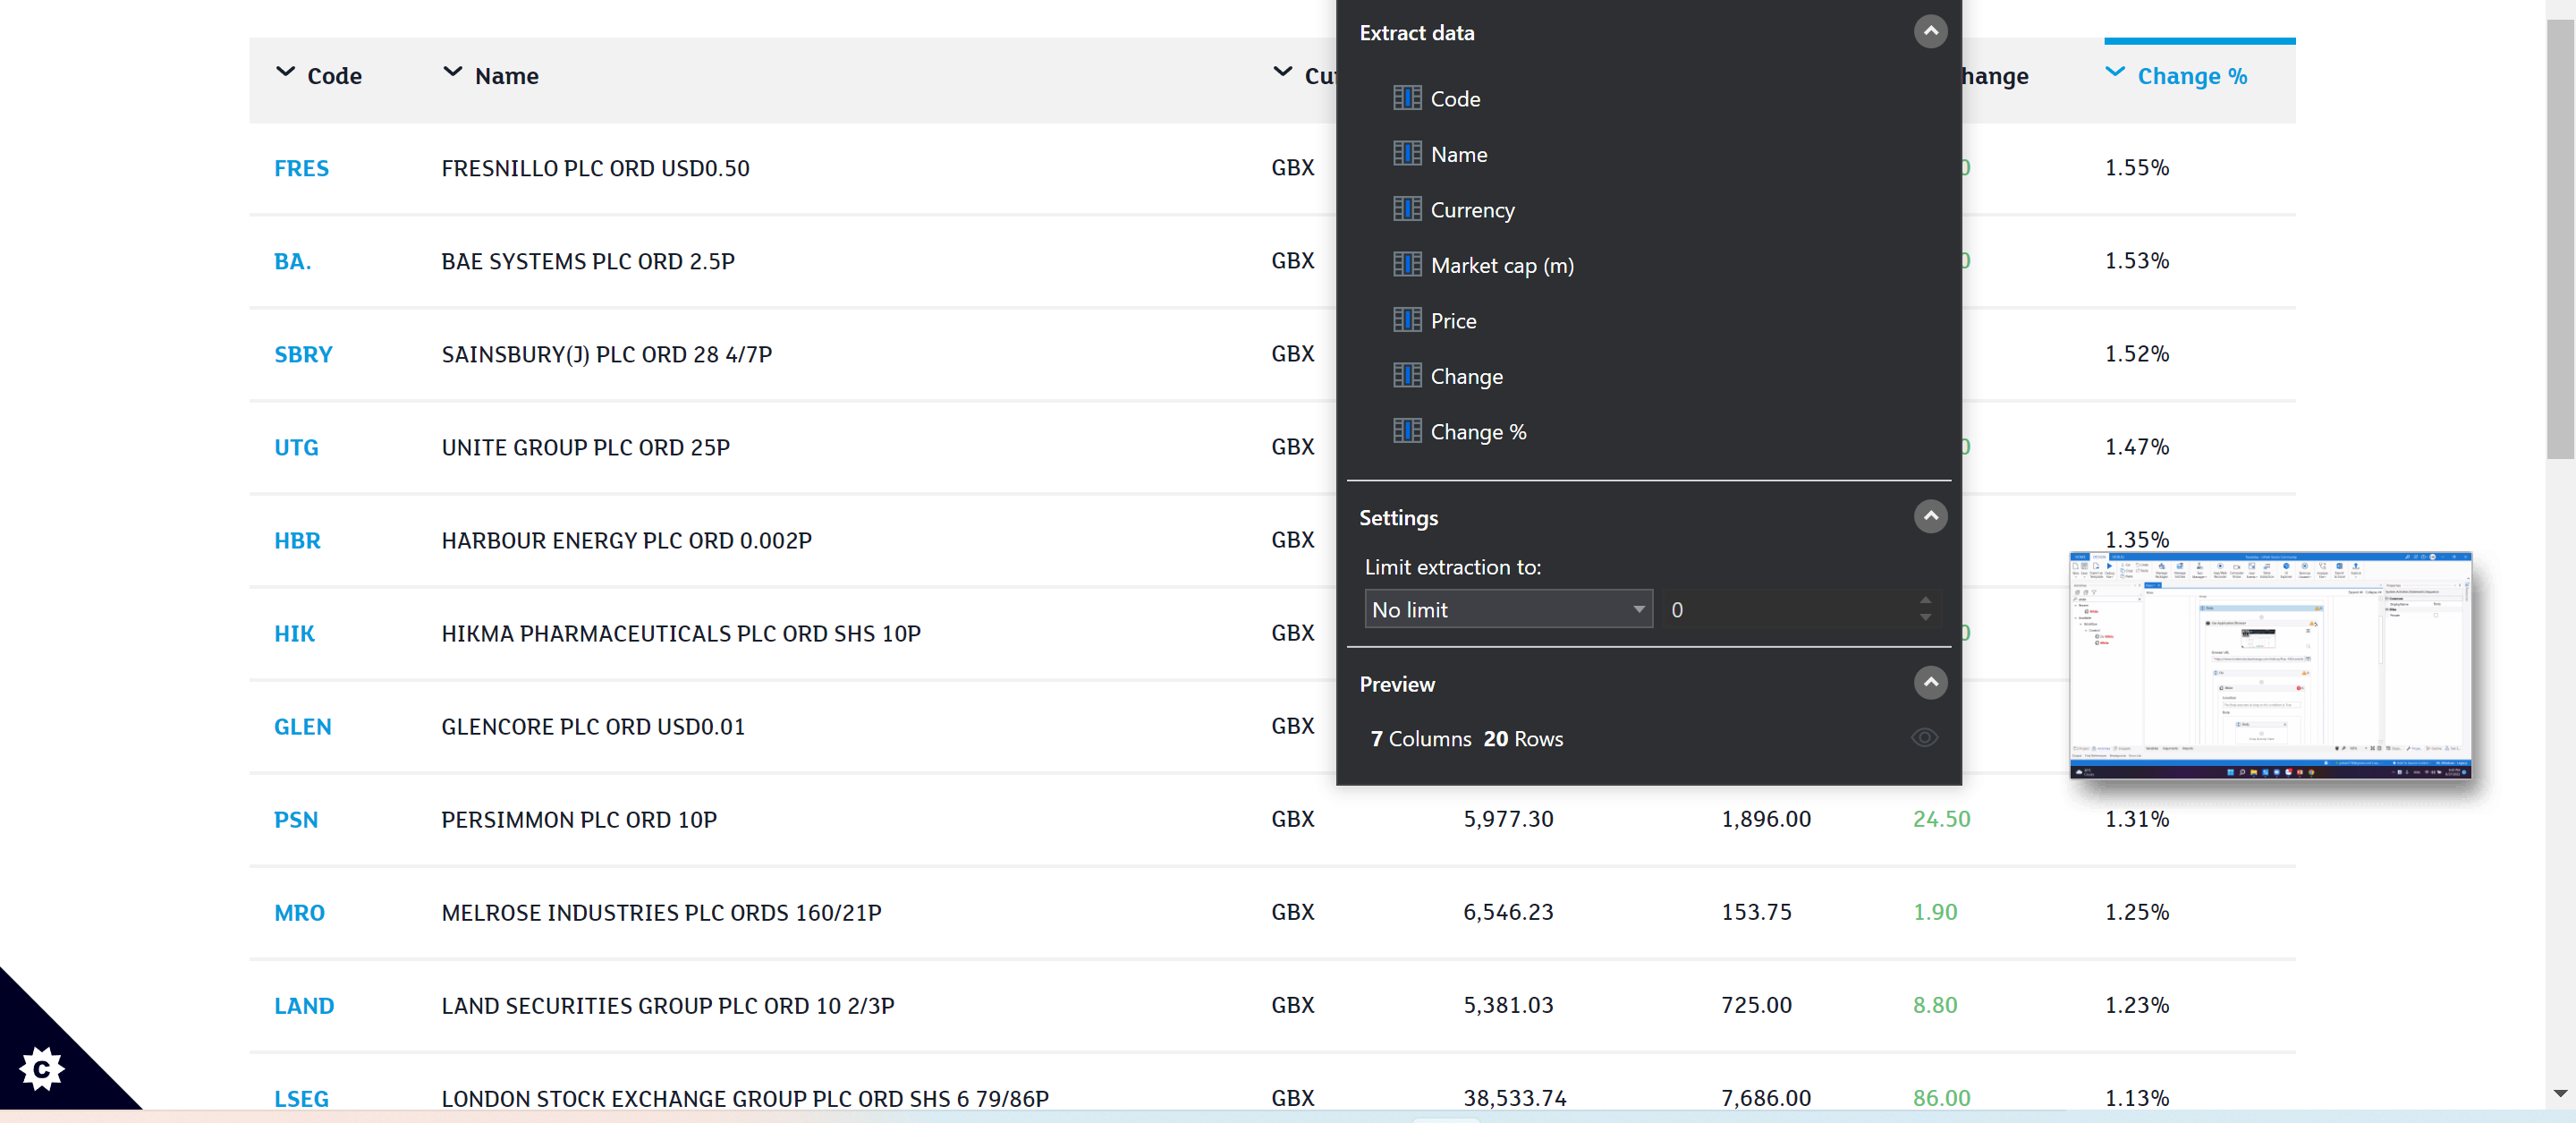 Code Name Cu hange Change %
FRES FRESNILLO PLC ORD USD0.50 GBX 0 1.55%
BA. BAE SYSTEMS PLC ORD 2.5P GBX 0 1.53%
SBRY SAINSBURY(J) PLC ORD 28 4/7P GBX 1.52%
UTG UNITE GROUP PLC ORD 25P GBX 0 1.47%
HBR HARBOUR ENERGY PLC ORD 0.002P GBX 1.35%
HIK HIKMA PHARMACEUTICALS PLC ORD SHS 10P GBX 0
GLEN GLENCORE PLC ORD USD0.01 GBX
PSN PERSIMMON PLC ORD 10P GBX 5,977.30 1,896.00 24.50 1.31%
MRO MELROSE INDUSTRIES PLC ORDS 160/21P GBX 6,546.23 153.75 1.90 1.25%
LAND LAND SECURITIES GROUP PLC ORD 10 2/3P GBX 5,381.03 725.00 8.80 1.23%
LSEG LONDON STOCK EXCHANGE GROUP PLC ORD SHS 6 79/86P GBX 38,533.74 7,686.00 86.00 1.13%
Extract data
Code
Name
Currency
Market cap (m)
Price
Change
Change %
Settings
Limit extraction to:
No limit 0
Preview
7 Columns 20 Rows
C